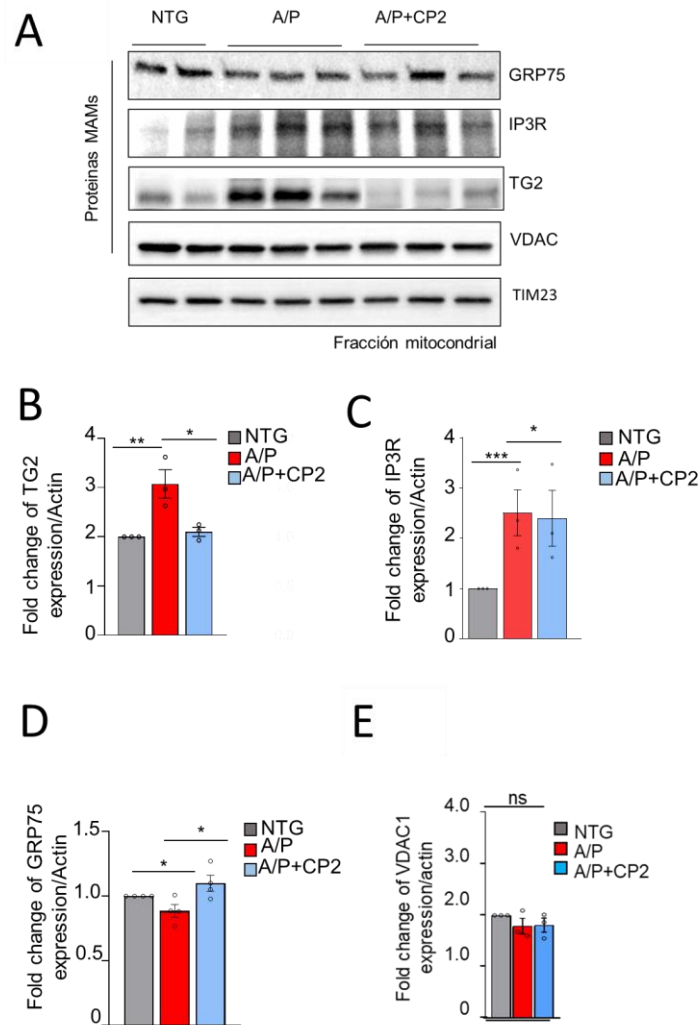 A
NTG
A/P
A/P+CP2
Proteinas MAMs
GRP75
IP3R
TG2
VDAC
TIM23
Fracción mitocondrial
B
Fold change of TG2
expression/Actin
4
3
2
1
0
**
*
NTG
A/P
A/P+CP2
C
Fold change of IP3R
expression/Actin
4
3
2
1
0
***
*
NTG
A/P
A/P+CP2
D
Fold change of GRP75
expression/Actin
1.5
1.0
0.5
0
*
*
NTG
A/P
A/P+CP2
E
Fold change of VDAC1
expression/actin
4.0
3.0
2.0
1.0
0
ns
NTG
A/P
A/P+CP2